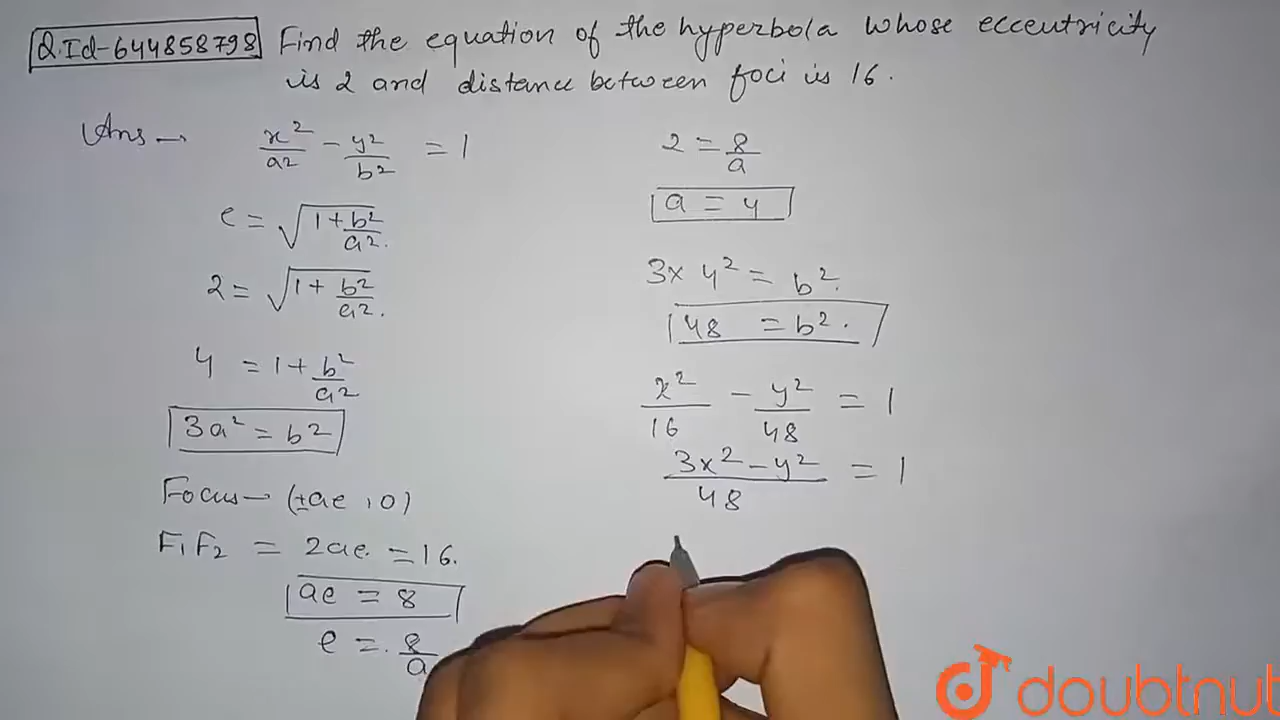 Q.Id-644858798 Find the equation of the hyperbola whose eccentricity
is 2 and distance between foci is 16.
Ans → x²/a² - y²/b² = 1
e = √(1+b²/a².)
2 = √(1+b²/a².)
4 = 1+b²/a²
3a² = b²
Focus → (±ae, 0)
F₁F₂ = 2ae. = 16.
ae = 8
e =. 8/a
2 = 8/a
a = 4
3x 4² = b².
48 = b².
x²/16 - y²/48 = 1
3x²-y²/48 = 1
doubtnut